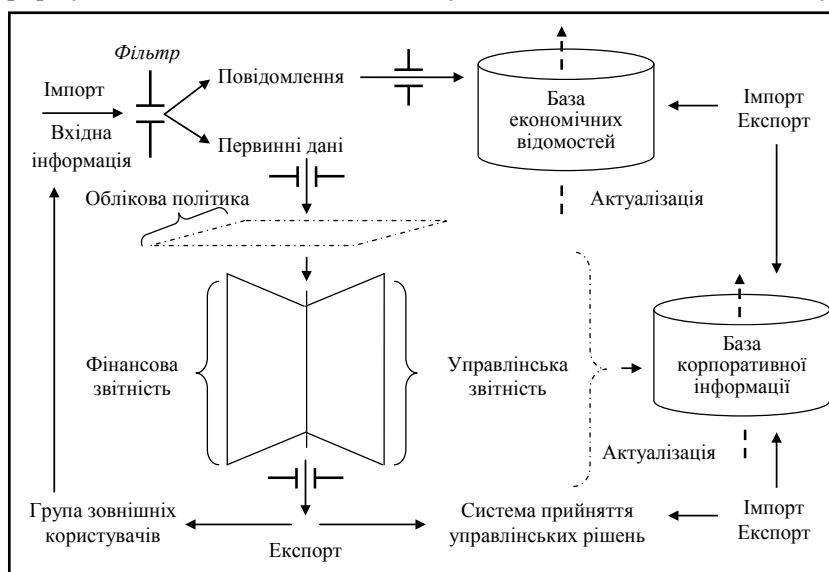 Фільтр
Імпорт
Вхідна
інформація
Повідомлення
Первинні дані
База
економічних
відомостей
Імпорт
Експорт
Облікова політика
Актуалізація
Фінансова
звітність
Управлінська
звітність
База
корпоративної
інформації
Актуалізація
Група зовнішніх
користувачів
Експорт
Система прийняття
управлінських рішень
Імпорт
Експорт